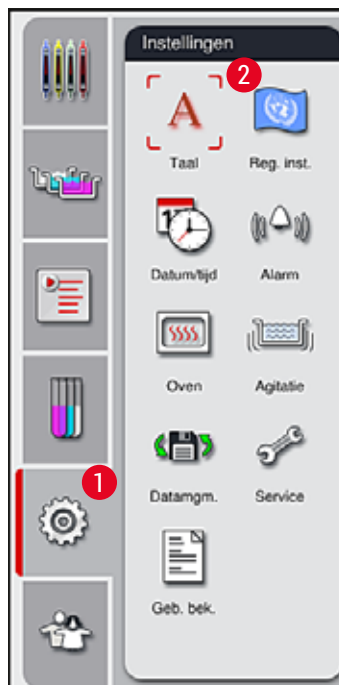 Instellingen
2
A
Taal
Reg. inst.
Datum/tijd
Alarm
Oven
Agitatie
1
Datamgm.
Service
Geb. bek.